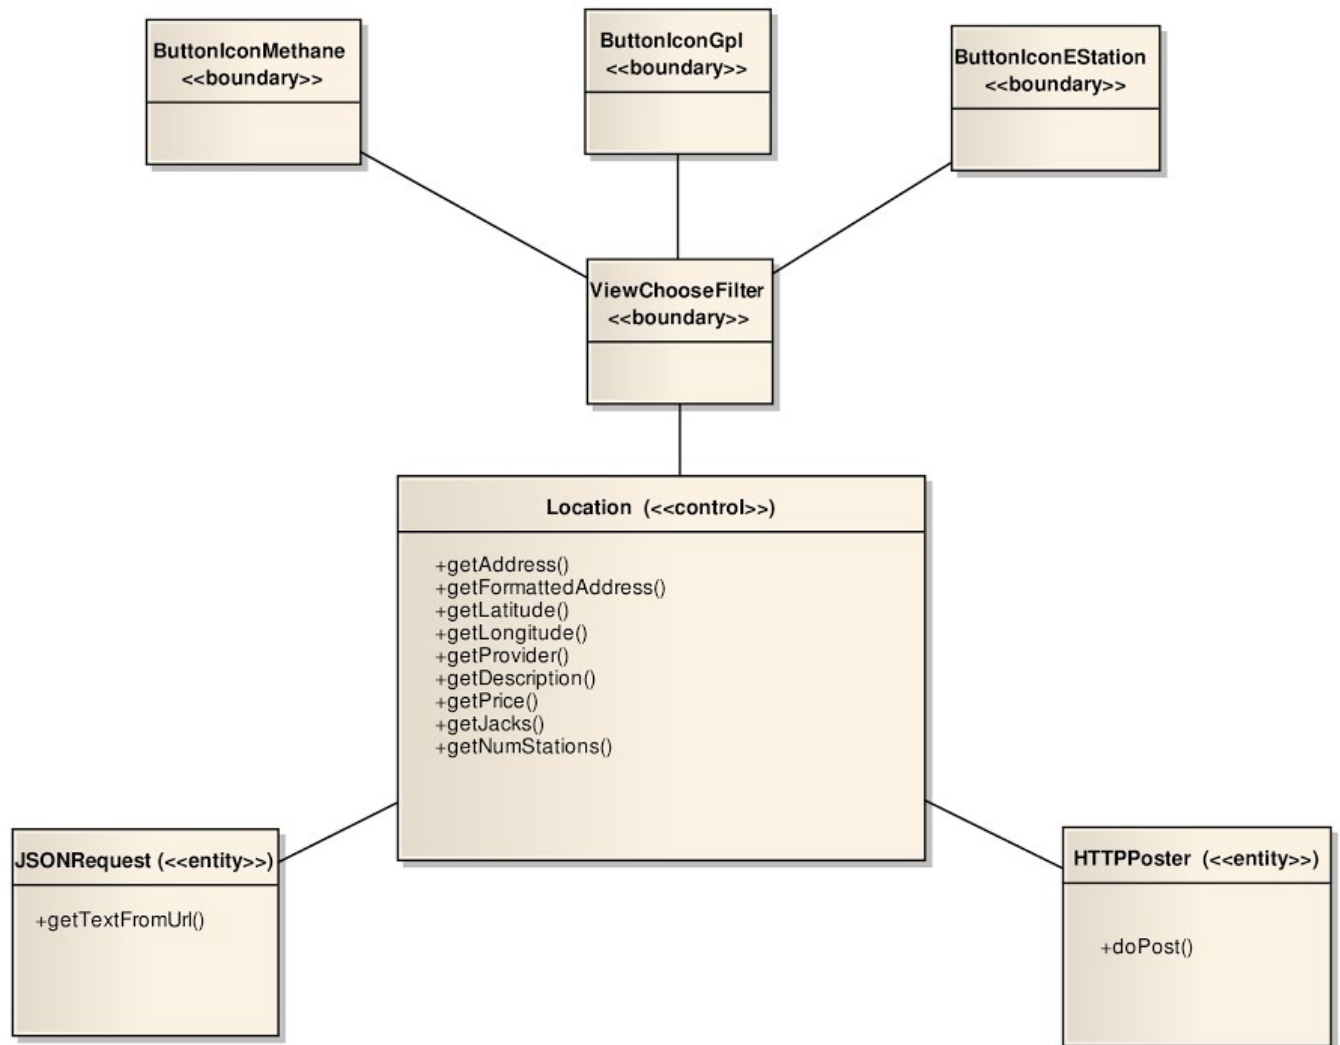 ButtonIconMethane
<<boundary>>
ButtonIconGpl
<<boundary>>
ButtonIconEStation
<<boundary>>
ViewChooseFilter
<<boundary>>
Location (<<control>>)
+getAddress()
+getFormattedAddress()
+getLatitude()
+getLongitude()
+getProvider()
+getDescription()
+getPrice()
+getJacks()
+getNumStations()
JSONRequest (<<entity>>)
+getTextFromUrl()
HTTPPoster (<<entity>>)
+doPost()